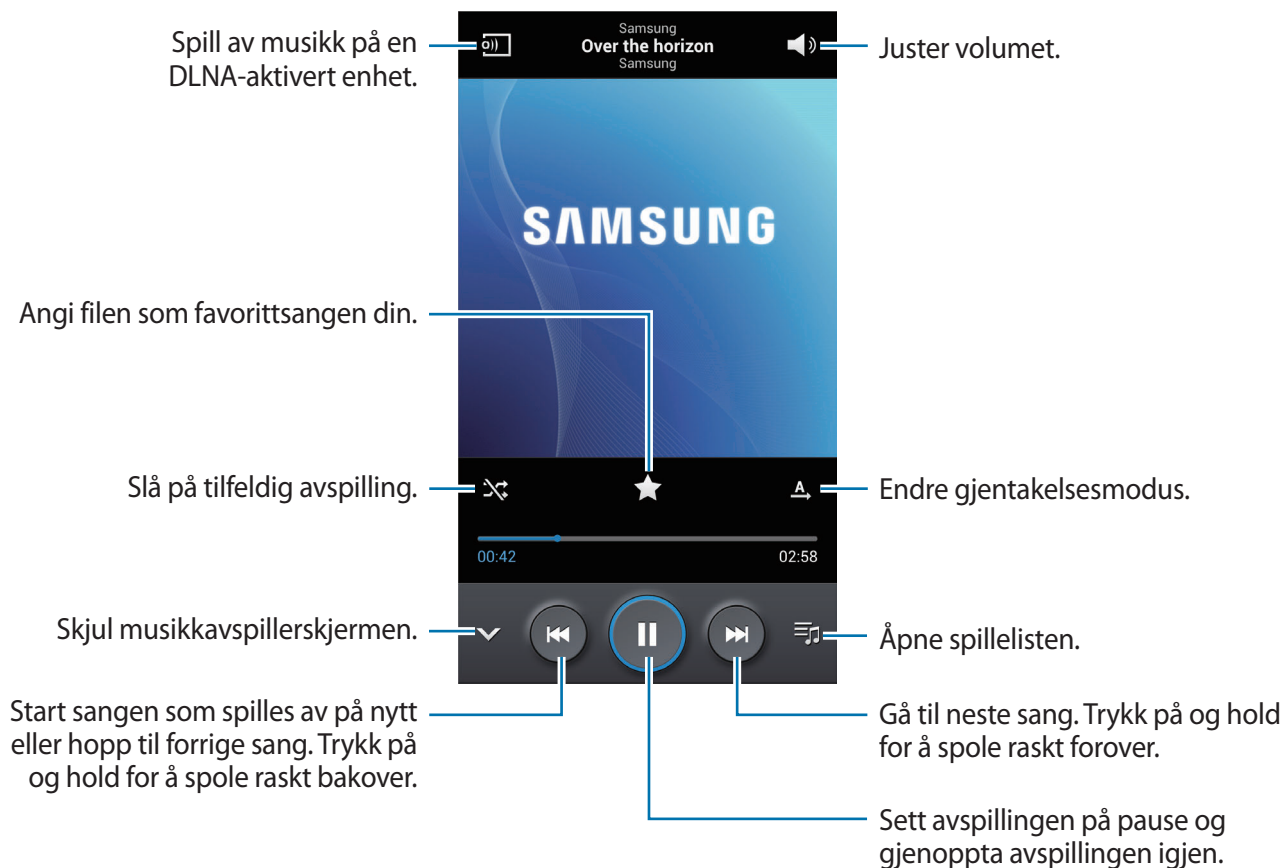 Spill av musikk på en
DLNA-aktivert enhet.
Samsung
Over the horizon
Samsung
Juster volumet.
SAMSUNG
Angi filen som favorittsangen din.
Slå på tilfeldig avspilling.
A
Endre gjentakelsesmodus.
00:42
02:58
Skjul musikkavspillerskjermen.
Åpne spillelisten.
Start sangen som spilles av på nytt
eller hopp til forrige sang. Trykk på
og hold for å spole raskt bakover.
Gå til neste sang. Trykk på og hold
for å spole raskt forover.
Sett avspillingen på pause og
gjenoppta avspillingen igjen.